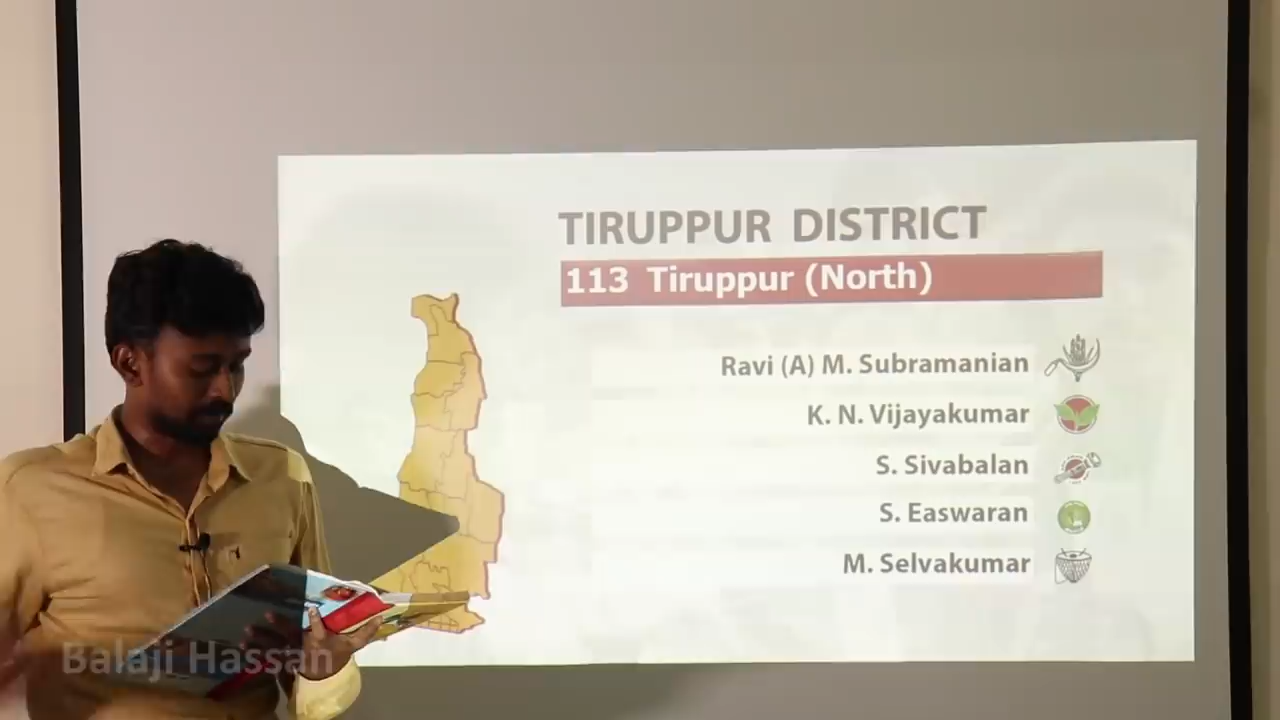 TIRUPPUR DISTRICT
113 Tiruppur (North)
Ravi (A) M. Subramanian
K. N. Vijayakumar
S. Sivabalan
S. Easwaran
M. Selvakumar
Balaji Hassan